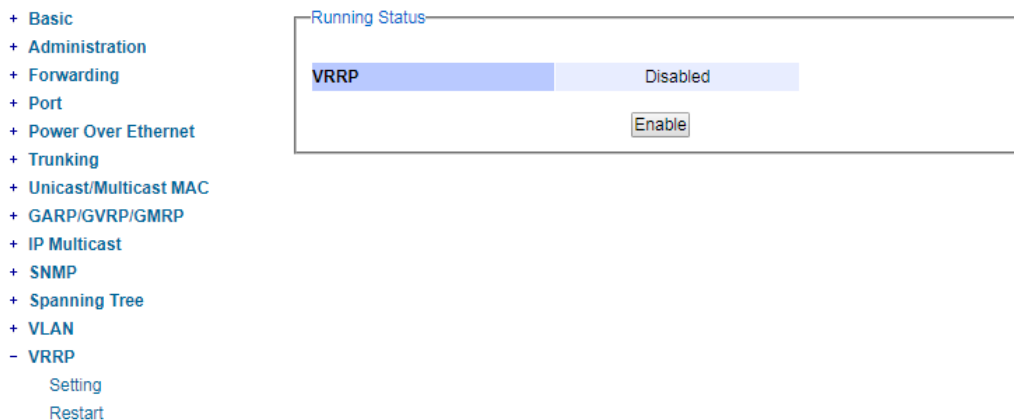 + Basic
+ Administration
+ Forwarding
+ Port
+ Power Over Ethernet
+ Trunking
+ Unicast/Multicast MAC
+ GARP/GVRP/GMRP
+ IP Multicast
+ SNMP
+ Spanning Tree
+ VLAN
- VRRP
Setting
Restart
Running Status
VRRP Disabled
Enable